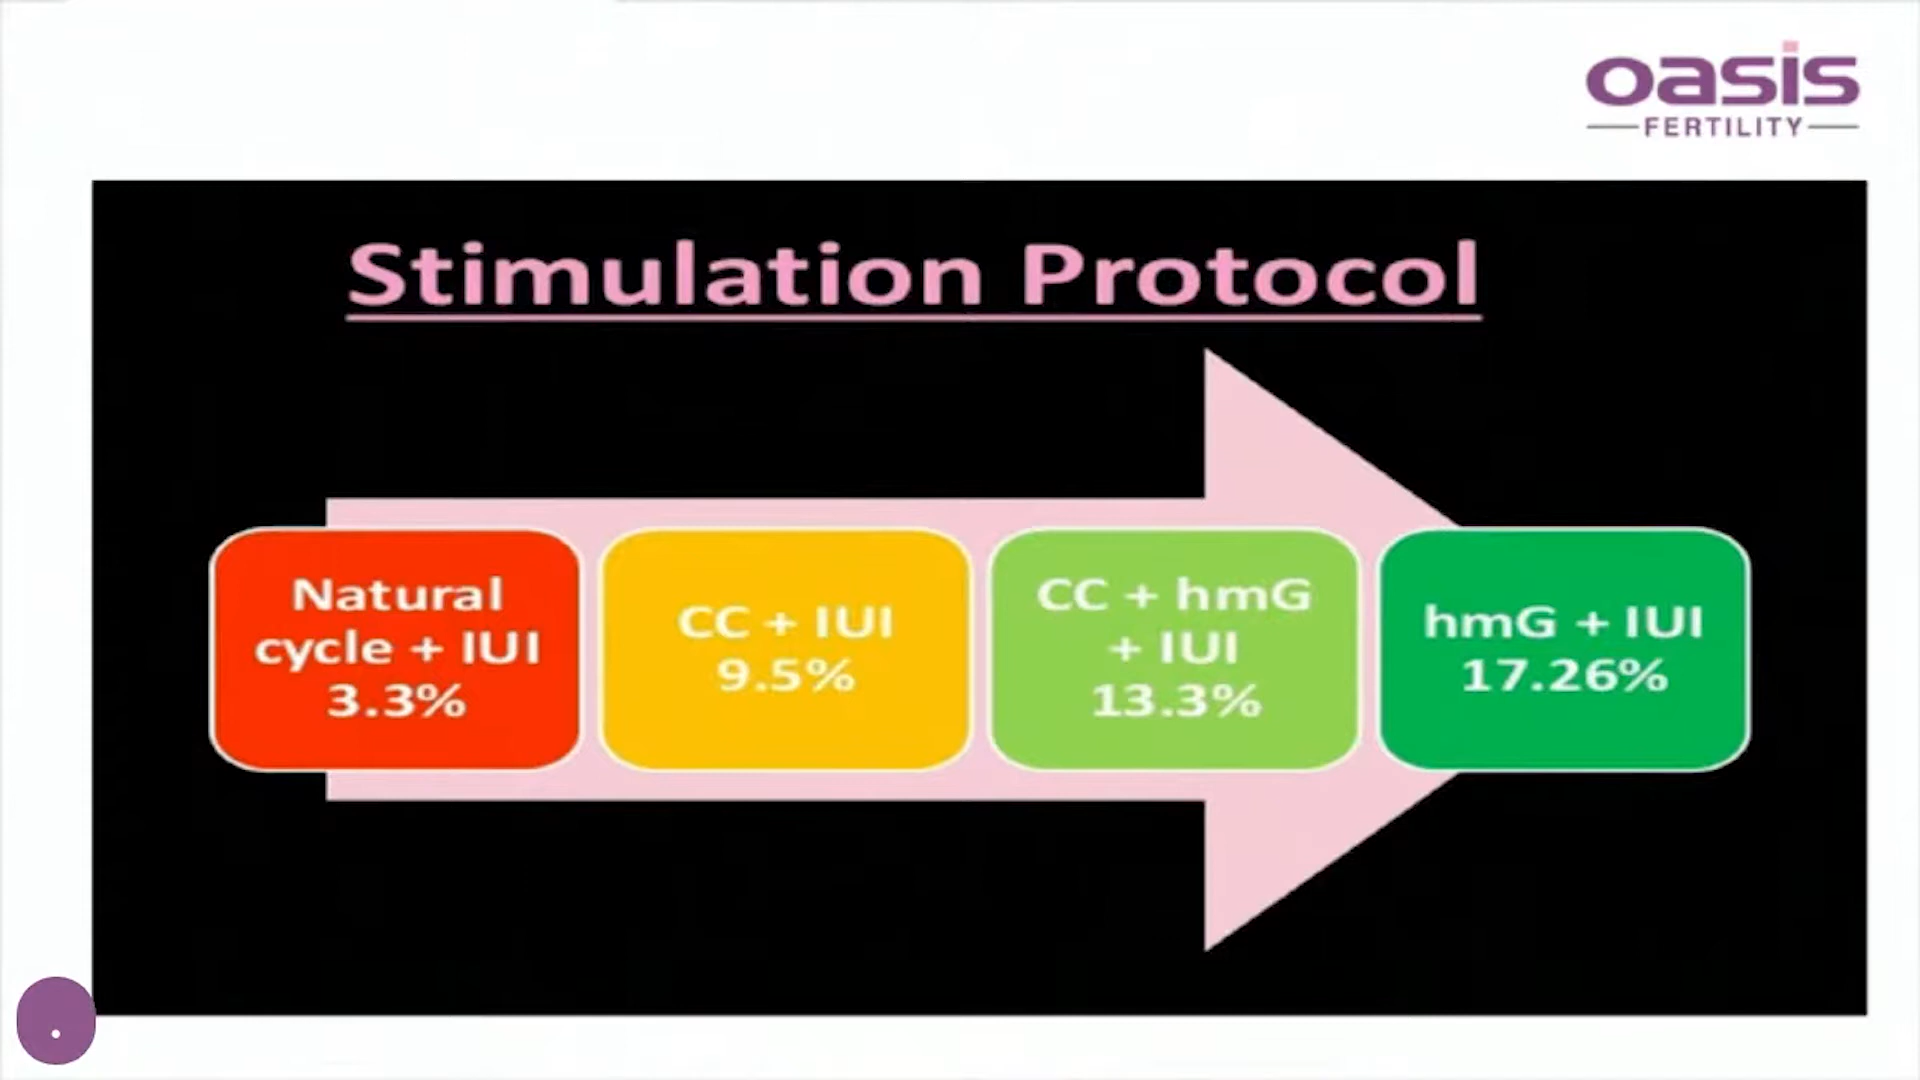 oasis
FERTILITY
Stimulation Protocol
Natural
cycle + IUI
3.3%
CC + IUI
9.5%
CC + hmG
+ IUI
13.3%
hmG + IUI
17.26%